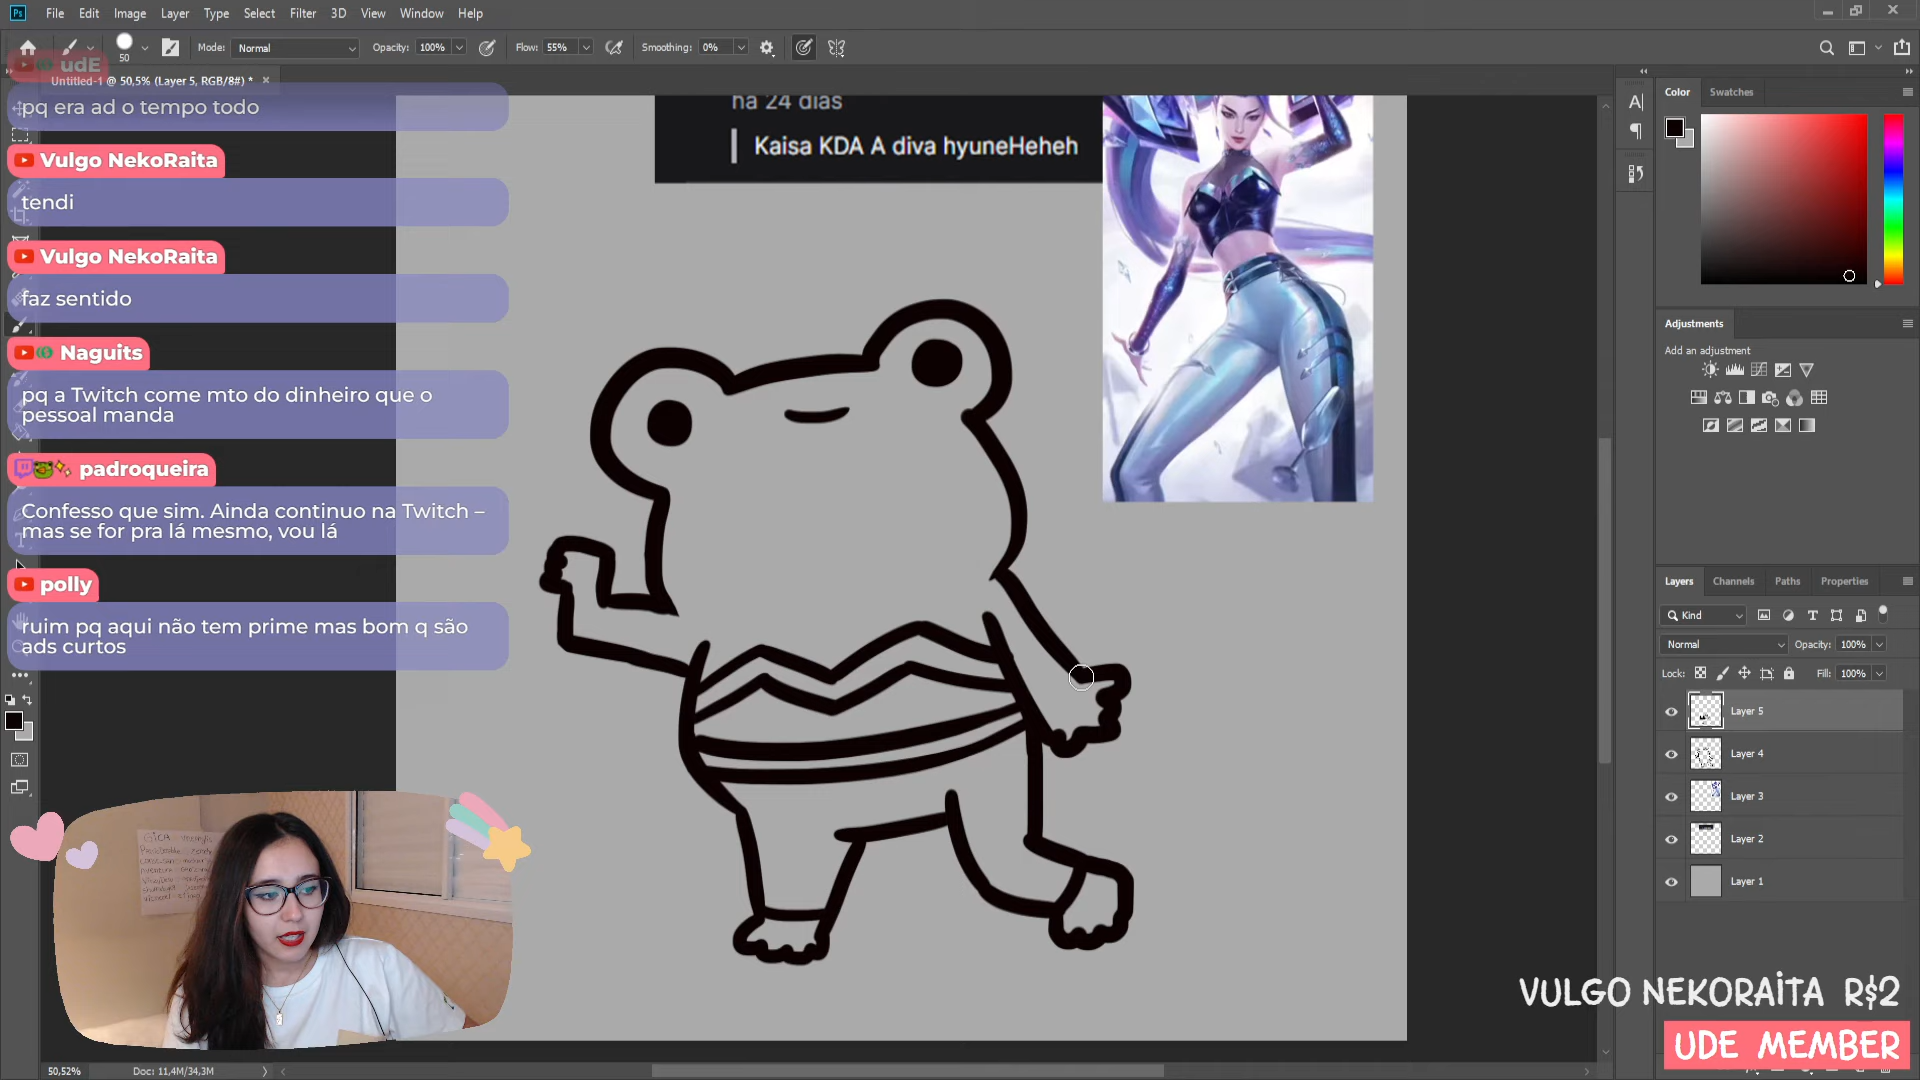 Ps File Edit Image Layer Type Select Filter 3D View Window Help
50 Mode: Normal Opacity: 100% Flow: 55% Smoothing: 0%
Untitled-1 @ 50,5% (Layer 5, RGB/8#) * ×
udE
pq era ad o tempo todo
Vulgo NekoRaita
tendi
Vulgo NekoRaita
faz sentido
Naguits
pq a Twitch come mto do dinheiro que o
pessoal manda
padroqueira
Confesso que sim. Ainda continuo na Twitch –
mas se for pra lá mesmo, vou lá
polly
ruim pq aqui não tem prime mas bom q são
ads curtos
há 24 dias
Kaisa KDA A diva hyuneHeheh
Color Swatches
Adjustments
Add an adjustment
Layers Channels Paths Properties
Kind
Normal Opacity: 100%
Lock: Fill: 100%
Layer 5
Layer 4
Layer 3
Layer 2
Layer 1
VULGO NEKORAITA R$2
UDE MEMBER
50,52% Doc: 11,4M/34,3M